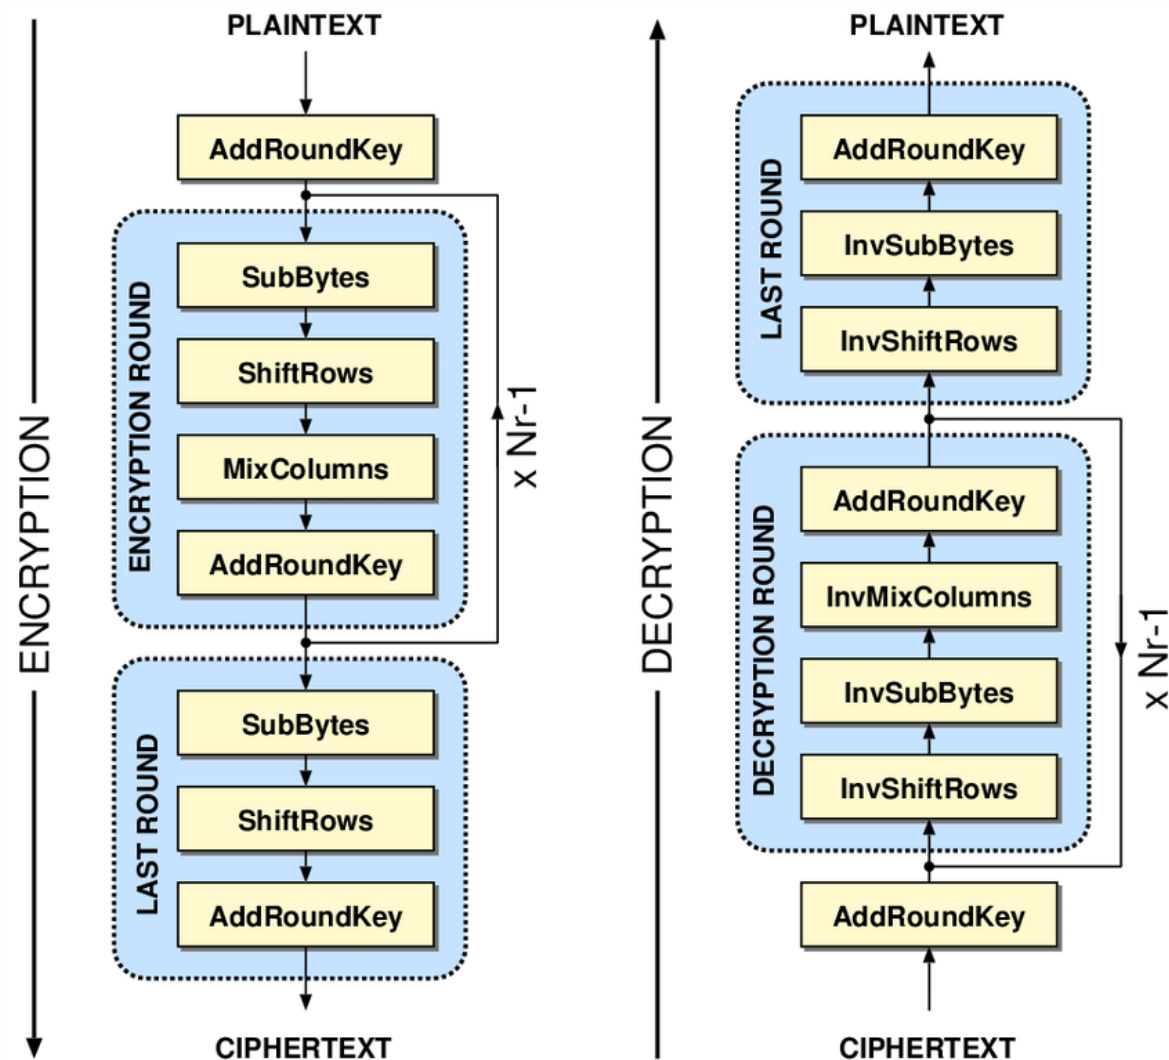 PLAINTEXT
AddRoundKey
ENCRYPTION ROUND
SubBytes
ShiftRows
MixColumns
AddRoundKey
x Nr-1
ENCRYPTION
LAST ROUND
SubBytes
ShiftRows
AddRoundKey
CIPHERTEXT
PLAINTEXT
LAST ROUND
AddRoundKey
InvSubBytes
InvShiftRows
DECRYPTION
DECRYPTION ROUND
AddRoundKey
InvMixColumns
InvSubBytes
InvShiftRows
x Nr-1
AddRoundKey
CIPHERTEXT